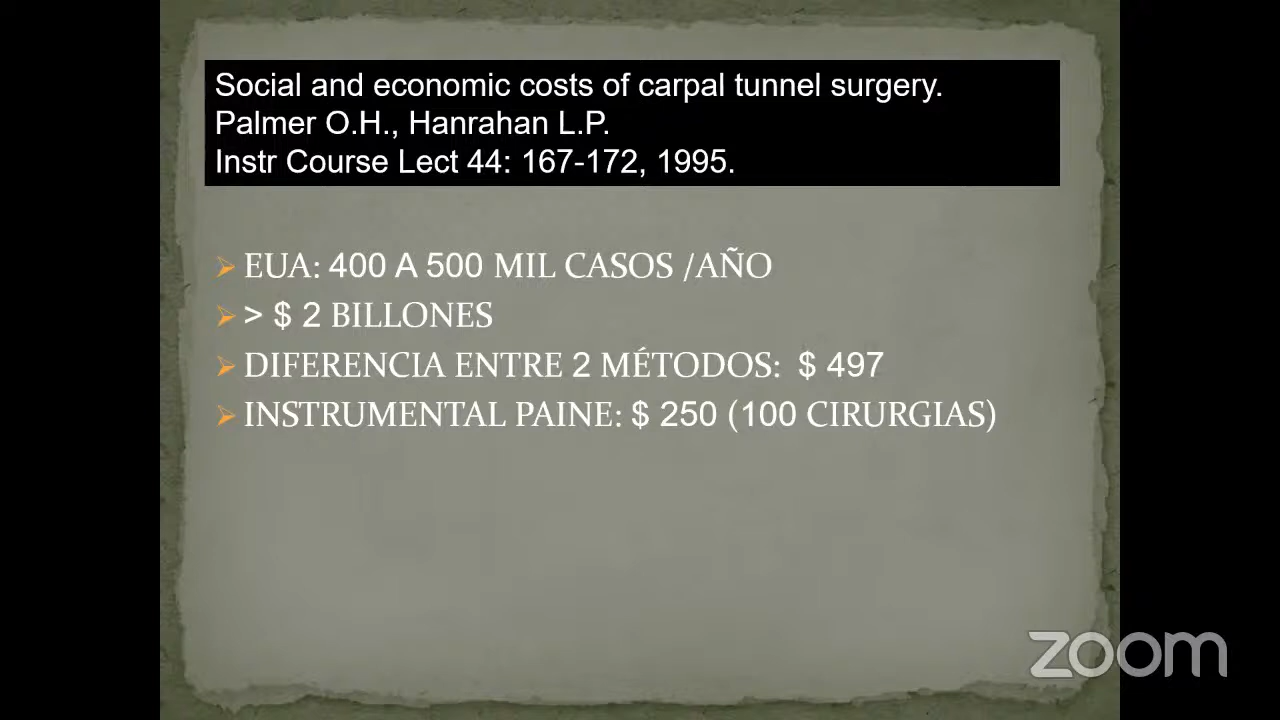 Social and economic costs of carpal tunnel surgery.
Palmer O.H., Hanrahan L.P.
Instr Course Lect 44: 167-172, 1995.
EUA: 400 A 500 MIL CASOS /AÑO
> $ 2 BILLONES
DIFERENCIA ENTRE 2 MÉTODOS: $ 497
INSTRUMENTAL PAINE: $ 250 (100 CIRURGIAS)
zoom